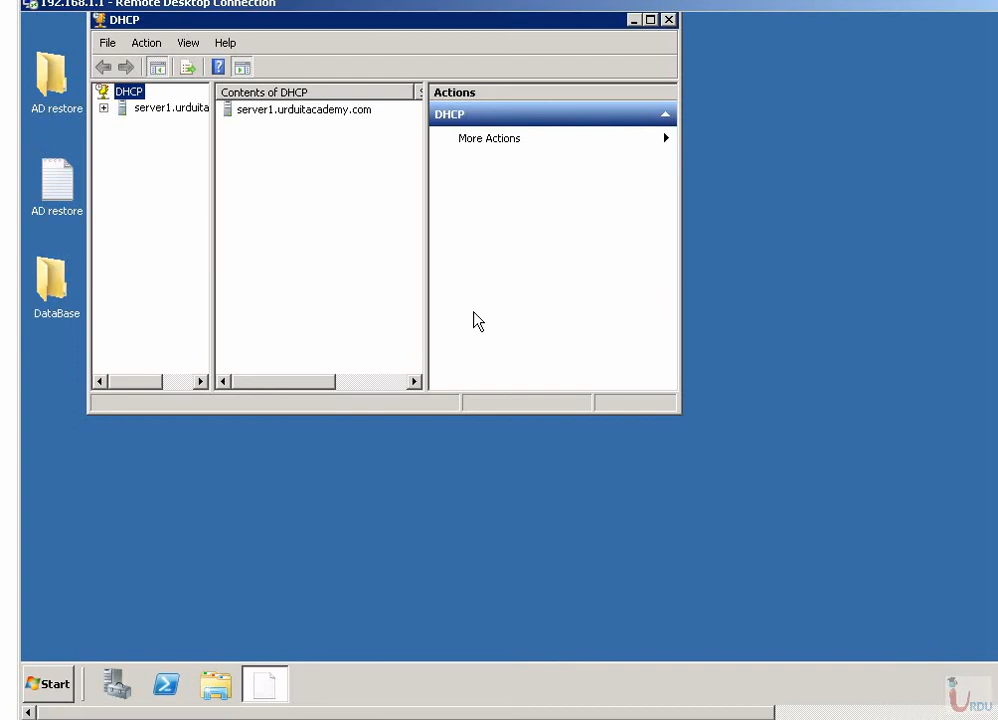 192.168.1.1 - Remote Desktop Connection
DHCP
File Action View Help
DHCP
server1.urduita
Contents of DHCP
server1.urduitacademy.com
Actions
DHCP
More Actions
AD restore
AD restore
DataBase
Start
URDU